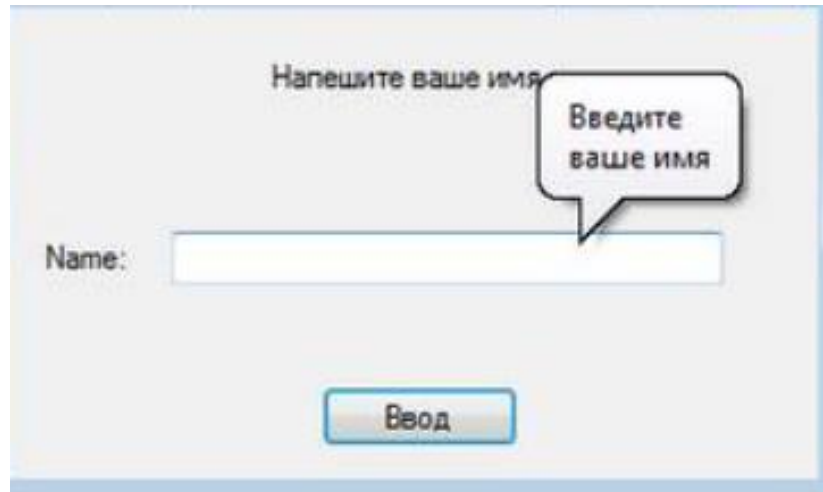 Напешите ваше имя
Введите
ваше имя
Name:
Ввод